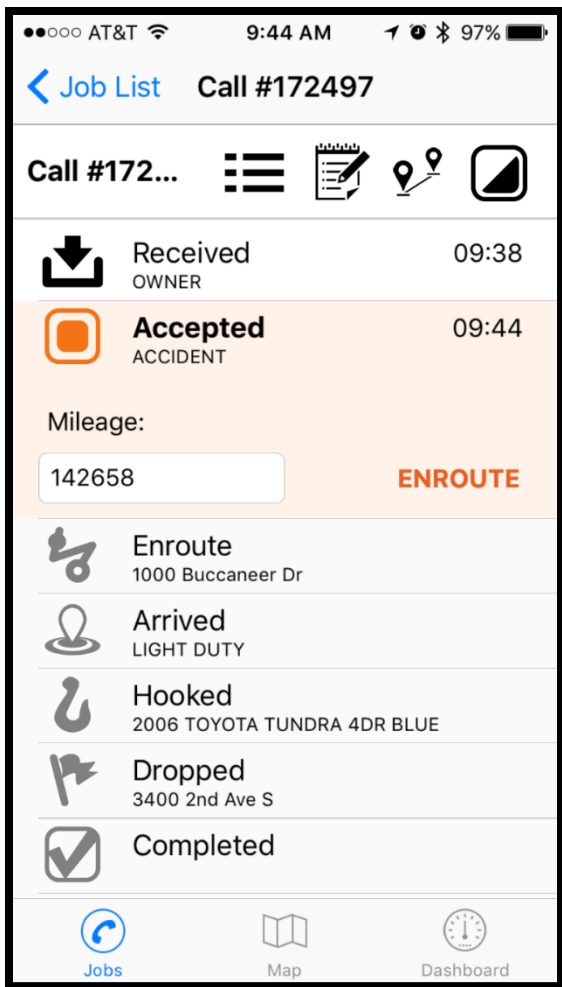 AT&T 9:44 AM 97%
Job List Call #172497
Call #172...
Received 09:38
OWNER
Accepted 09:44
ACCIDENT
Mileage:
142658 ENROUTE
Enroute
1000 Buccaneer Dr
Arrived
LIGHT DUTY
Hooked
2006 TOYOTA TUNDRA 4DR BLUE
Dropped
3400 2nd Ave S
Completed
Jobs Map Dashboard